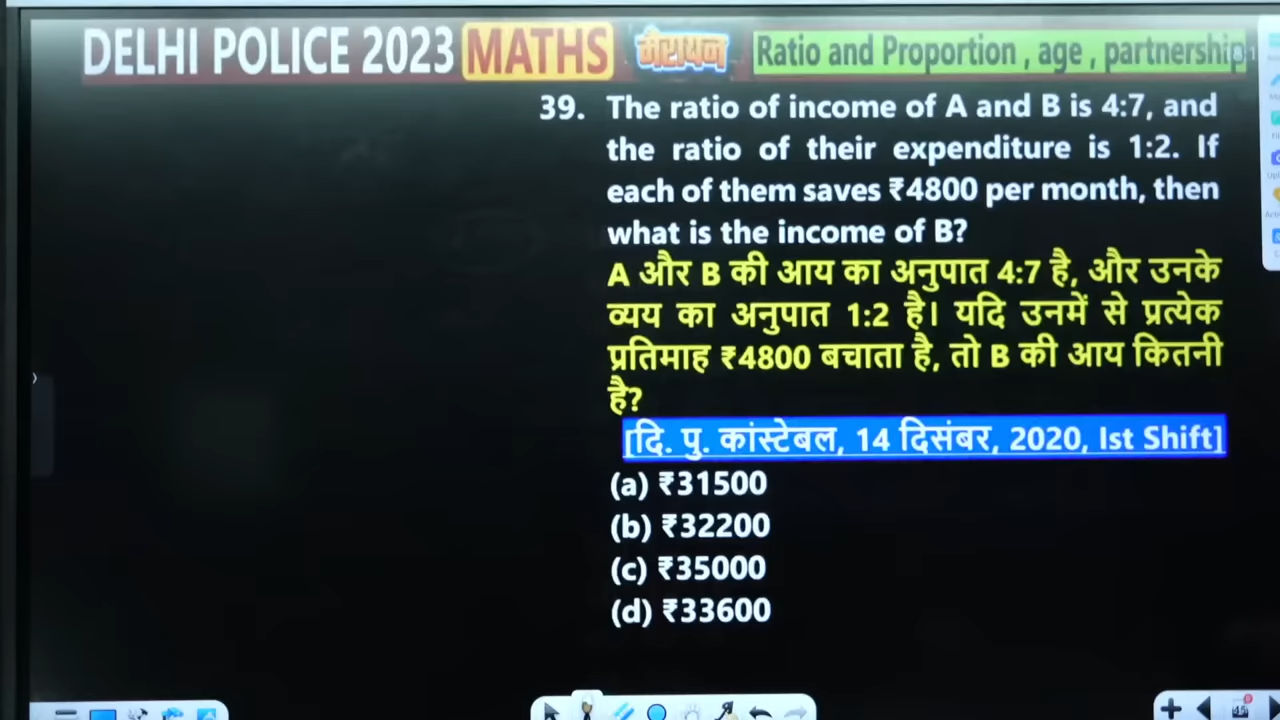 DELHI POLICE 2023 MATHS मैराथन Ratio and Proportion , age , partnership
39. The ratio of income of A and B is 4:7, and
the ratio of their expenditure is 1:2. If
each of them saves ₹4800 per month, then
what is the income of B?
A और B की आय का अनुपात 4:7 है, और उनके
व्यय का अनुपात 1:2 है। यदि उनमें से प्रत्येक
प्रतिमाह ₹4800 बचाता है, तो B की आय कितनी
है?
[दि. पु. कांस्टेबल, 14 दिसंबर, 2020, Ist Shift]
(a) ₹31500
(b) ₹32200
(c) ₹35000
(d) ₹33600